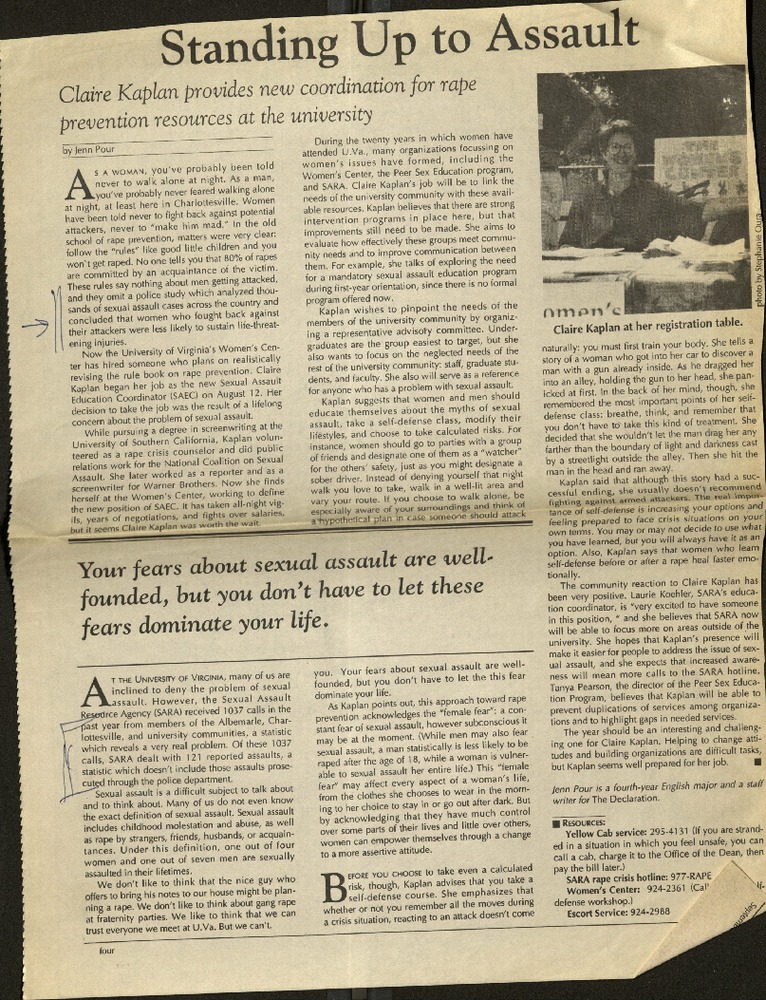 Standing Up to Assault
Claire Kaplan provides new coordination for rape
prevention resources at the university
by Jenn Pour
AS A WOMAN, you've probably been told
never to walk alone at night. As a man,
you've probably never feared walking alone
at night, at least here in Charlottesville. Women
have been told never to fight back against potential
attackers, never to "make him mad." In the old
school of rape prevention, matters were very clear:
follow the "rules" like good little children and you
won't get raped. No one tells you that 80% of rapes
are committed by an acquaintance of the victim.
These rules say nothing about men getting attacked,
and they omit a police study which analyzed thou-
sands of sexual assault cases across the country and
concluded that women who fought back against
their attackers were less likely to sustain life-threat-
ening injuries.
Now the University of Virginia's Women's Cen-
ter has hired someone who plans on realistically
revising the rule book on rape prevention. Claire
Kaplan began her job as the new Sexual Assault
Education Coordinator (SAEC) on August 12. Her
decision to take the job was the result of a lifelong
concern about the problem of sexual assault.
While pursuing a degree in screenwriting at the
University of Southern California, Kaplan volun-
teered as a rape crisis counselor and did public
relations work for the National Coalition on Sexual
Assault. She later worked as a reporter and as a
screenwriter for Warner Brothers. Now she finds
herself at the Women's Center, working to define
the new position of SAEC. It has taken all-night vig-
ils, years of negotiations, and fights over salaries,
but it seems Claire Kaplan was worth the wait.
During the twenty years in which women have
attended U.Va., many organizations focussing on
women's issues have formed, including the
Women's Center, the Peer Sex Education program,
and SARA. Claire Kaplan's job will be to link the
needs of the university community with these avail-
able resources. Kaplan believes that there are strong
intervention programs in place here, but that
improvements still need to be made. She aims to
evaluate how effectively these groups meet commu-
nity needs and to improve communication between
them. For example, she talks of exploring the need
for a mandatory sexual assault education program
during first-year orientation, since there is no formal
program offered now.
Kaplan wishes to pinpoint the needs of the
members of the university community by organiz-
ing a representative advisory committee. Under-
graduates are the group easiest to target, but she
also wants to focus on the neglected needs of the
rest of the university community: staff, graduate stu-
dents, and faculty. She also will serve as a reference
for anyone who has a problem with sexual assault.
Kaplan suggests that women and men should
educate themselves about the myths of sexual
assault, take a self-defense class, modify their
lifestyles, and choose to take calculated risks. For
instance, women should go to parties with a group
of friends and designate one of them as a "watcher"
for the others' safety, just as you might designate a
sober driver. Instead of denying yourself that night
walk you love to take, walk in a well-lit area and
vary your route. If you choose to walk alone, be
especially aware of your surroundings and think of
a hypothetical plan in case someone should attack
omen's
photo by Stephanie
Claire Kaplan at her registration table.
naturally: you must first train your body. She tells a
story of a woman who got into her car to discover a
man with a gun already inside. As he dragged her
into an alley, holding the gun to her head, she pan-
icked at first. In the back of her mind, though, she
remembered the most important points of her self-
defense class: breathe, think, and remember that
you don't have to take this kind of treatment. She
decided that she wouldn't let the man drag her any
farther than the boundary of light and darkness cast
by a streetlight outside the alley. Then she hit the
man in the head and ran away.
Kaplan said that although this story had a suc-
cessful ending, she usually doesn't recommend
fighting against armed attackers. The real impor-
tance of self-defense is increasing your options and
feeling prepared to face crisis situations on your
own terms. You may or may not decide to use what
you have learned, but you will always have it as an
option. Also, Kaplan says that women who learn
self-defense before or after a rape heal faster emo-
tionally.
The community reaction to Claire Kaplan has
been very positive. Laurie Koehler, SARA's educa-
tion coordinator, is "very excited to have someone
in this position, " and she believes that SARA now
will be able to focus more on areas outside of the
university. She hopes that Kaplan's presence will
make it easier for people to address the issue of sex-
ual assault, and she expects that increased aware-
ness will mean more calls to the SARA hotline.
Tanya Pearson, the director of the Peer Sex Educa-
tion Program, believes that Kaplan will be able to
prevent duplications of services among organiza-
tions and to highlight gaps in needed services.
The year should be an interesting and challeng-
ing one for Claire Kaplan. Helping to change atti-
tudes and building organizations are difficult tasks,
but Kaplan seems well prepared for her job.
Jenn Pour is a fourth-year English major and a staff
writer for The Declaration.
RESOURCES:
Yellow Cab service: 295-4131 (If you are strand-
ed in a situation in which you feel unsafe, you can
call a cab, charge it to the Office of the Dean, then
pay the bill later.)
SARA rape crisis hotline: 977-RAPE
Women's Center: 924-2361 (Call
defense workshop.)
Escort Service: 924-2988
Your fears about sexual assault are well-
founded, but you don't have to let these
fears dominate your life.
AT THE UNIVERSITY OF VIRGINIA, many of us are
inclined to deny the problem of sexual
assault. However, the Sexual Assault
Resource Agency (SARA) received 1037 calls in the
past year from members of the Albemarle, Char-
lottesville, and university communities, a statistic
which reveals a very real problem. Of these 1037
calls, SARA dealt with 121 reported assaults, a
statistic which doesn't include those assaults prose-
cuted through the police department.
Sexual assault is a difficult subject to talk about
and to think about. Many of us do not even know
the exact definition of sexual assault. Sexual assault
includes childhood molestation and abuse, as well
as rape by strangers, friends, husbands, or acquain-
tances. Under this definition, one out of four
women and one out of seven men are sexually
assaulted in their lifetimes.
We don't like to think that the nice guy who
offers to bring his notes to our house might be plan-
ning a rape. We don't like to think about gang rape
at fraternity parties. We like to think that we can
trust everyone we meet at U.Va. But we can't.
you. Your fears about sexual assault are well-
founded, but you don't have to let the this fear
dominate your life.
As Kaplan points out, this approach toward rape
prevention acknowledges the "female fear": a con-
stant fear of sexual assault, however subconscious it
may be at the moment. (While men may also fear
sexual assault, a man statistically is less likely to be
raped after the age of 18, while a woman is vulner-
able to sexual assault her entire life.) This "female
fear" may affect every aspect of a woman's life,
from the clothes she chooses to wear in the morn-
ing to her choice to stay in or go out after dark. But
by acknowledging that they have much control
over some parts of their lives and little over others,
women can empower themselves through a change
to a more assertive attitude.
BEFORE YOU CHOOSE to take even a calculated
risk, though, Kaplan advises that you take a
self-defense course. She emphasizes that
whether or not you remember all the moves during
a crisis situation, reacting to an attack doesn't come
four